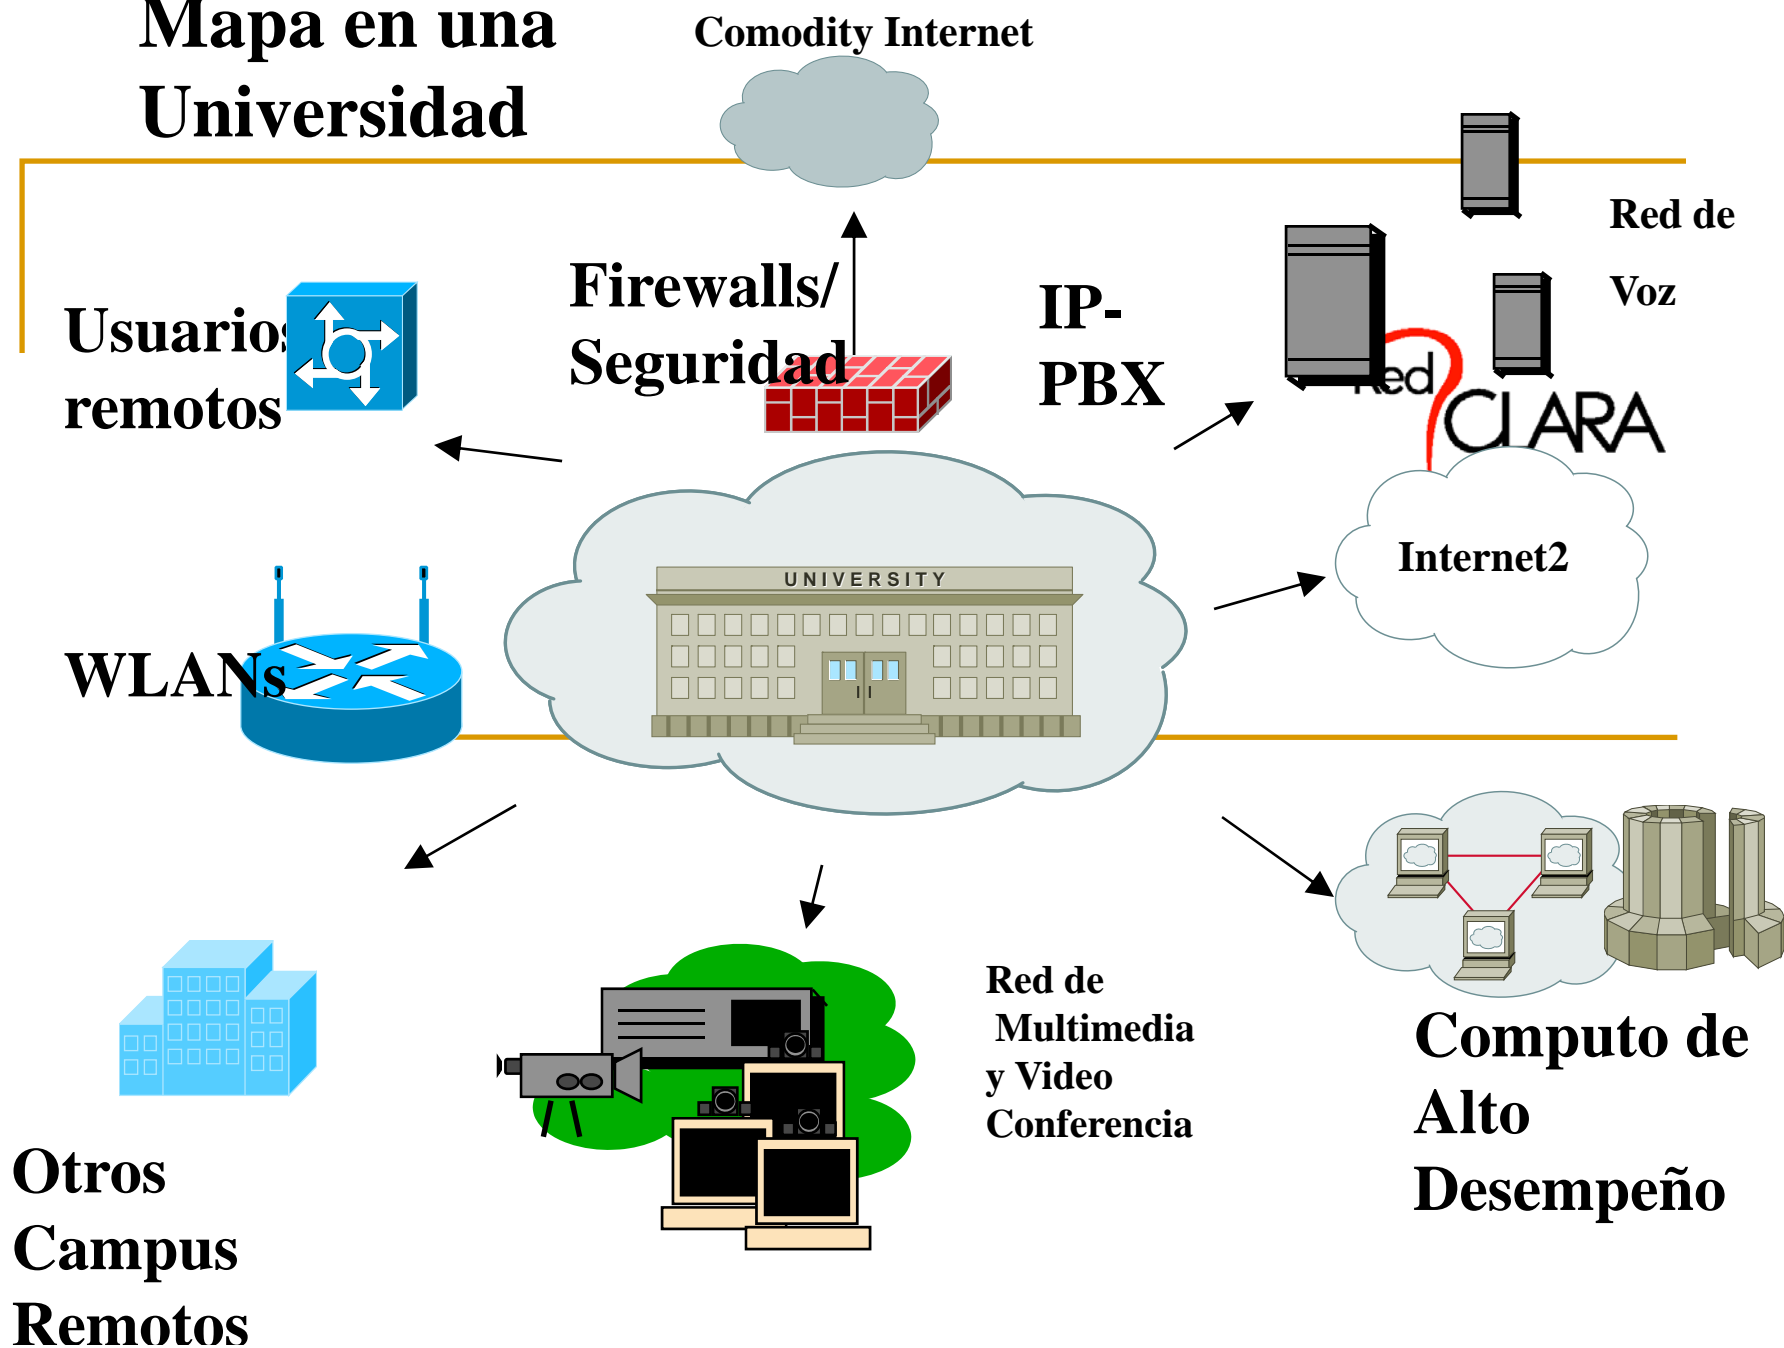 Mapa en una
Universidad
Comodity Internet
Red de
Voz
Firewalls/
Seguridad
IP-
PBX
Usuarios
remotos
Red
CLARA
Internet2
UNIVERSITY
WLANs
Red de
Multimedia
y Video
Conferencia
Computo de
Alto
Desempeño
Otros
Campus
Remotos